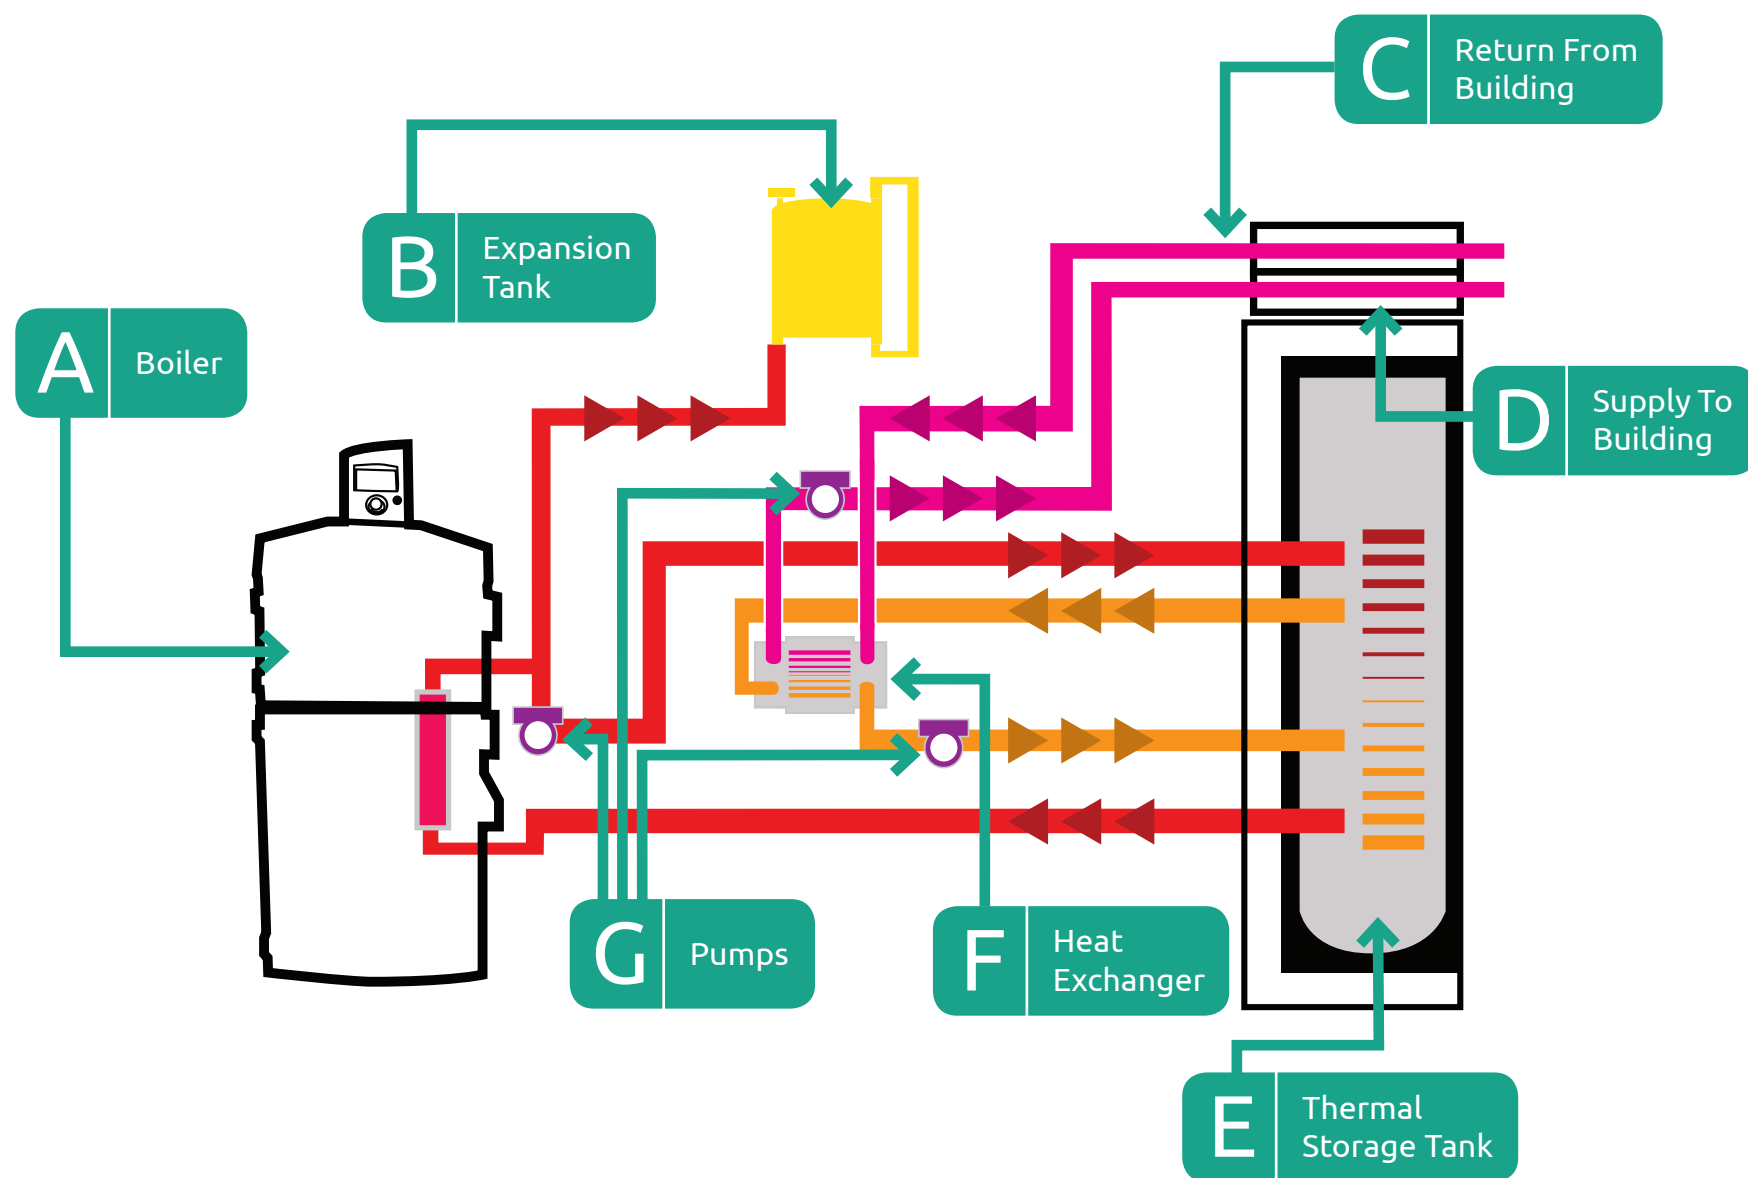 A
Boiler
B
Expansion
Tank
C
Return From
Building
D
Supply To
Building
E
Thermal
Storage Tank
F
Heat
Exchanger
G
Pumps